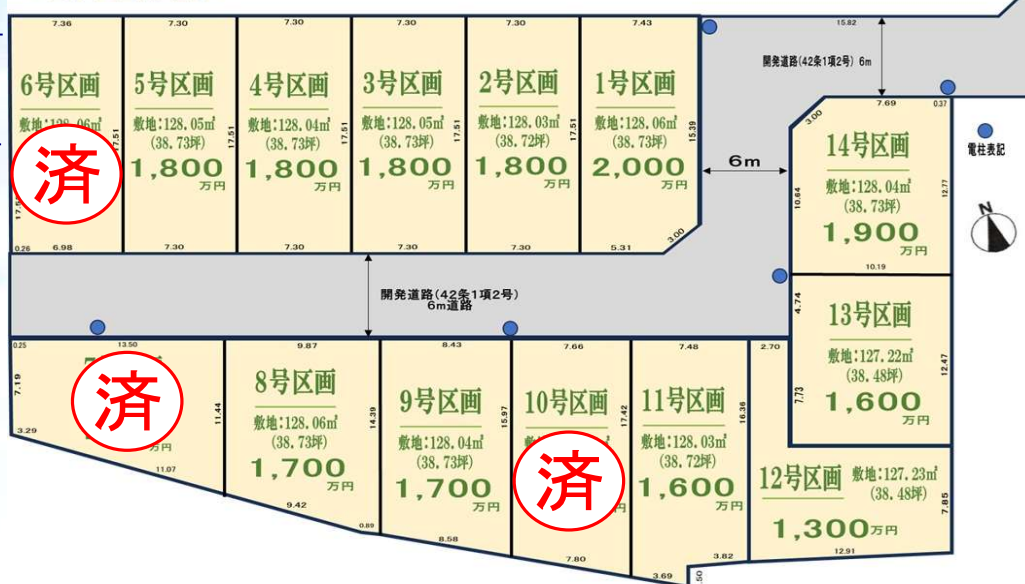 7.36
7.30
7.30
7.30
7.30
7.43
15.82
6号区画
5号区画
4号区画
3号区画
2号区画
1号区画
敷地:128.06㎡
敷地:128.05㎡
敷地:128.04㎡
敷地:128.05㎡
敷地:128.03㎡
敷地:128.06㎡
(38.73坪)
(38.73坪)
(38.73坪)
(38.72坪)
(38.73坪)
済
1,800
万円
1,800
万円
1,800
万円
1,800
万円
2,000
万円
17.51
17.51
17.51
17.51
17.51
15.39
0.26
6.98
7.30
7.30
7.30
7.30
5.31
3.00
開発道路(42条1項2号) 6m
6m
7.69
0.37
3.00
14号区画
敷地:128.04㎡
(38.73坪)
1,900
万円
10.64
12.77
10.19
電柱表記
N
開発道路(42条1項2号)
6m道路
4.74
13号区画
敷地:127.22㎡
(38.48坪)
1,600
万円
7.73
12.47
0.25
13.50
9.87
8.43
7.66
7.48
2.70
7.19
済
万円
11.44
3.29
11.07
8号区画
敷地:128.06㎡
(38.73坪)
1,700
万円
14.39
9.42
0.89
9号区画
敷地:128.04㎡
(38.73坪)
1,700
万円
15.97
8.58
10号区画
済
17.42
7.80
11号区画
敷地:128.03㎡
(38.72坪)
1,600
万円
16.36
3.69
3.82
12号区画
敷地:127.23㎡
(38.48坪)
1,300万円
7.85
12.91